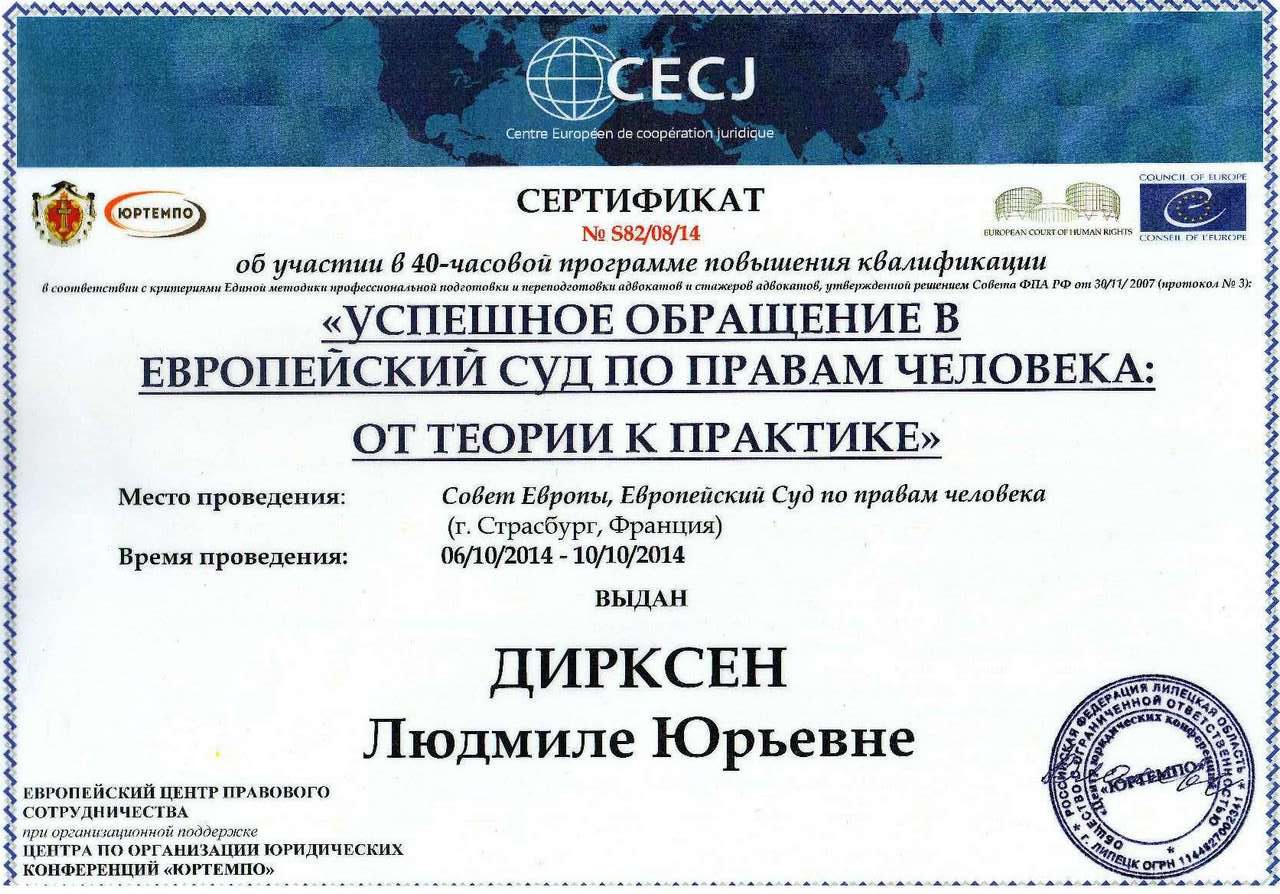 CECJ
Centre Européen de coopération juridique
ЮРТЕМПО
СЕРТИФИКАТ
№ S82/08/14
EUROPEAN COURT OF HUMAN RIGHTS
COUNCIL OF EUROPE
CONSEIL DE L'EUROPE
об участии в 40-часовой программе повышения квалификации
в соответствии с критериями Единой методики профессиональной подготовки и переподготовки адвокатов и стажеров адвокатов, утвержденной решением Совета ФПА РФ от 30/11/ 2007 (протокол № 3):
«УСПЕШНОЕ ОБРАЩЕНИЕ В
ЕВРОПЕЙСКИЙ СУД ПО ПРАВАМ ЧЕЛОВЕКА:
ОТ ТЕОРИИ К ПРАКТИКЕ»
Место проведения: Совет Европы, Европейский Суд по правам человека
(г. Страсбург, Франция)
Время проведения: 06/10/2014 - 10/10/2014
ВЫДАН
ДИРКСЕН
Людмиле Юрьевне
ЕВРОПЕЙСКИЙ ЦЕНТР ПРАВОВОГО
СОТРУДНИЧЕСТВА
при организационной поддержке
ЦЕНТРА ПО ОРГАНИЗАЦИИ ЮРИДИЧЕСКИХ
КОНФЕРЕНЦИЙ «ЮРТЕМПО»
РОССИЙСКАЯ ФЕДЕРАЦИЯ ЛИПЕЦКАЯ ОБЛАСТЬ
ОБЩЕСТВО С ОГРАНИЧЕННОЙ ОТВЕТСТВЕННОСТЬЮ
«Центр юридических конференций
«ЮРТЕМПО»
г. ЛИПЕЦК ОГРН 1144827002341